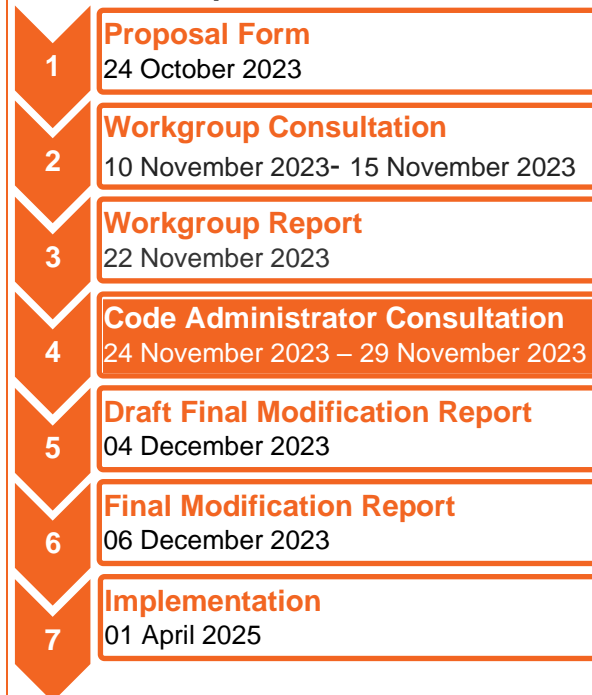 Proposal Form
1
24 October 2023
Workgroup Consultation
2
10 November 2023- 15 November 2023
Workgroup Report
3
22 November 2023
Code Administrator Consultation
4
24 November 2023 – 29 November 2023
Draft Final Modification Report
5
04 December 2023
Final Modification Report
6
06 December 2023
Implementation
7
01 April 2025